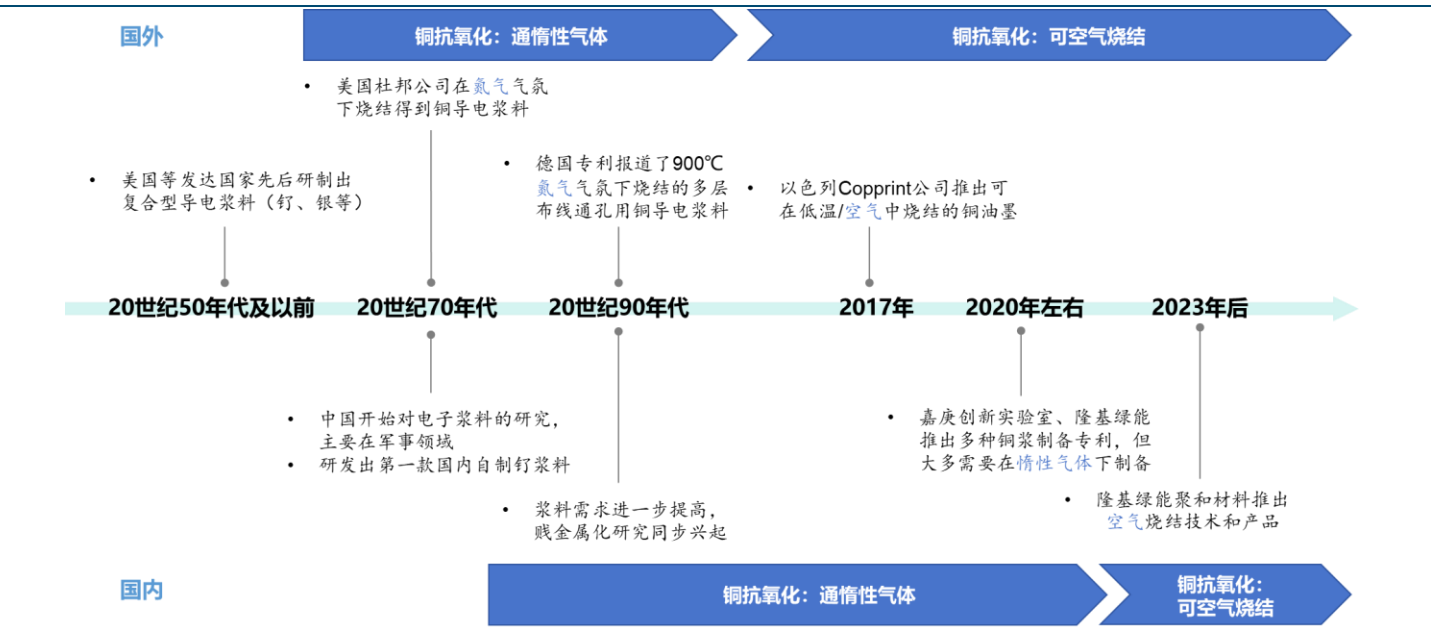 国外
铜抗氧化：通惰性气体
铜抗氧化：可空气烧结
• 美国杜邦公司在氮气气氛
下烧结得到铜导电浆料
• 美国等发达国家先后研制出
复合型导电浆料（钌、银等）
• 德国专利报道了900℃
氮气气氛下烧结的多层
布线通孔用铜导电浆料
• 以色列Copprint公司推出可
在低温/空气中烧结的铜油墨
20世纪50年代及以前
20世纪70年代
20世纪90年代
2017年
2020年左右
2023年后
• 中国开始对电子浆料的研究，
主要在军事领域
• 研发出第一款国内自制钌浆料
• 浆料需求进一步提高，
贱金属化研究同步兴起
• 嘉庚创新实验室、隆基绿能
推出多种铜浆制备专利，但
大多需要在惰性气体下制备
• 隆基绿能聚和材料推出
空气烧结技术和产品
国内
铜抗氧化：通惰性气体
铜抗氧化：
可空气烧结